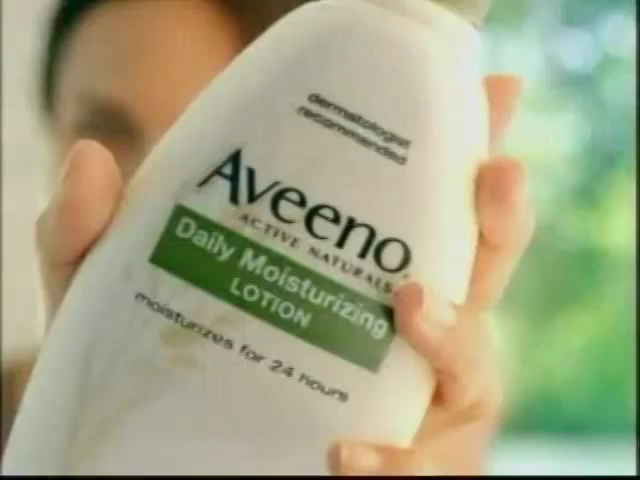 dermatologist
recommended
Aveeno
ACTIVE NATURALS
Daily Moisturizing
LOTION
moisturizes for 24 hours